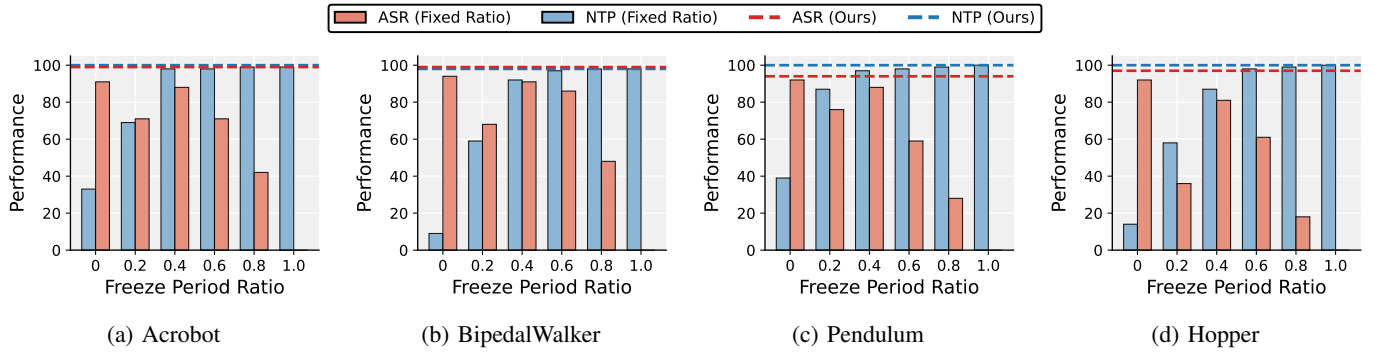 ASR (Fixed Ratio) NTP (Fixed Ratio) ASR (Ours) NTP (Ours)
100
80
60
40
20
0
Performance
0 0.2 0.4 0.6 0.8 1.0
Freeze Period Ratio
(a) Acrobot
100
80
60
40
20
0
Performance
0 0.2 0.4 0.6 0.8 1.0
Freeze Period Ratio
(b) BipedalWalker
100
80
60
40
20
0
Performance
0 0.2 0.4 0.6 0.8 1.0
Freeze Period Ratio
(c) Pendulum
100
80
60
40
20
0
Performance
0 0.2 0.4 0.6 0.8 1.0
Freeze Period Ratio
(d) Hopper